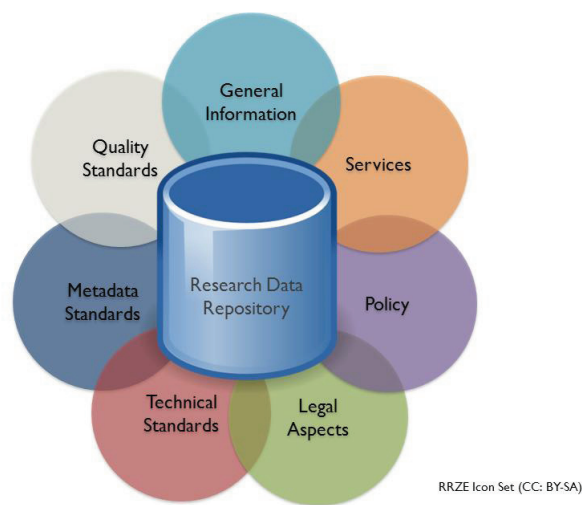 General
Information
Quality
Standards
Services
Research Data
Repository
Metadata
Standards
Policy
Technical
Standards
Legal
Aspects
RRZE Icon Set (CC: BY-SA)